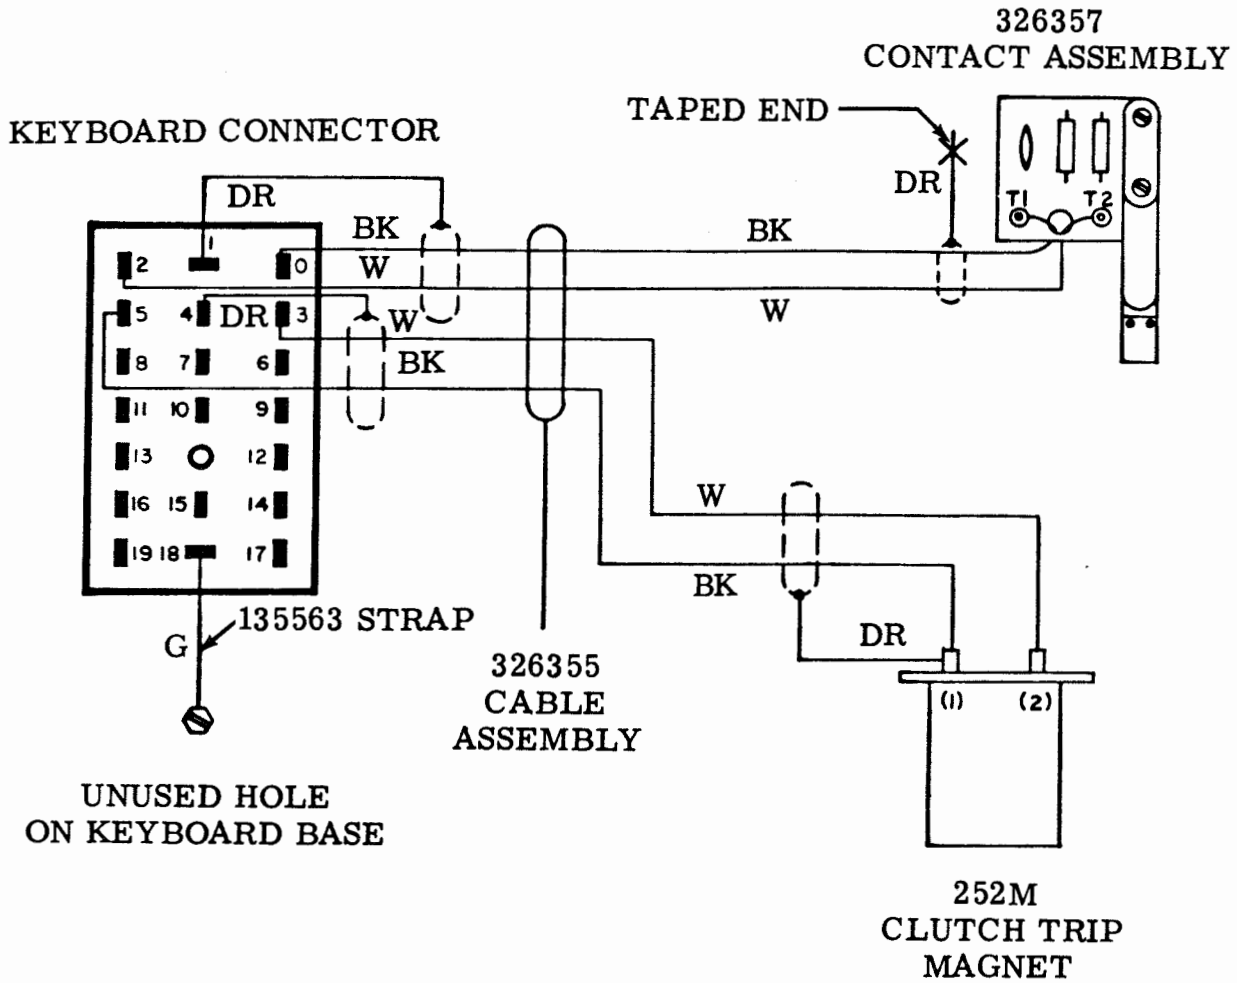 326357
CONTACT ASSEMBLY
TAPED END
KEYBOARD CONNECTOR
DR
DR
T1 T2
BK
BK
1
2
0
W
W
5 4 DR 3
W
BK
8 7 6
11 10 9
13 12
16 15 14
19 18 17
W
BK
135563 STRAP
G
DR
326355
CABLE
ASSEMBLY
(1) (2)
UNUSED HOLE
ON KEYBOARD BASE
252M
CLUTCH TRIP
MAGNET